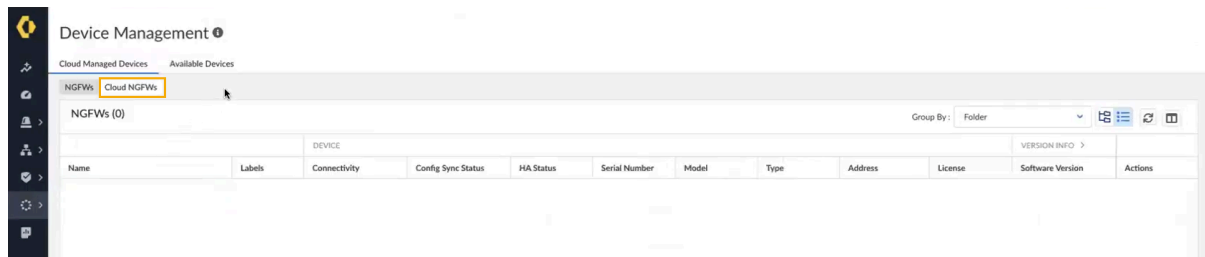 Device Management
Cloud Managed Devices Available Devices
NGFWs Cloud NGFWs
NGFWs (0) Group By : Folder
DEVICE VERSION INFO >
Name Labels Connectivity Config Sync Status HA Status Serial Number Model Type Address License Software Version Actions